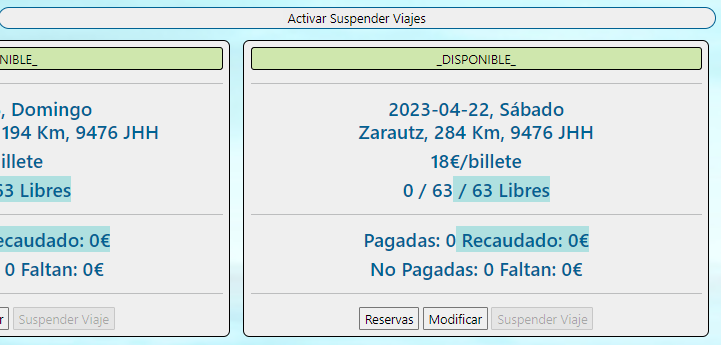 Activar Suspender Viajes
NIBLE_
, Domingo
194 Km, 9476 JHH
illete
63 Libres
ecaudado: 0€
0 Faltan: 0€
r Suspender Viaje
_DISPONIBLE_
2023-04-22, Sábado
Zarautz, 284 Km, 9476 JHH
18€/billete
0 / 63 / 63 Libres
Pagadas: 0 Recaudado: 0€
No Pagadas: 0 Faltan: 0€
Reservas Modificar Suspender Viaje